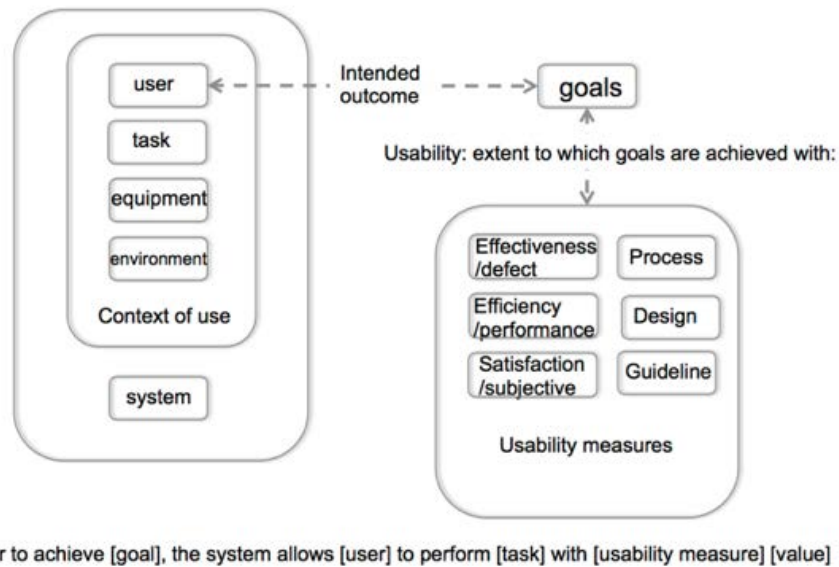 user
task
equipment
environment
Context of use
system
Intended
outcome
goals
Usability: extent to which goals are achieved with:
Effectiveness
/defect
Efficiency
/performance
Satisfaction
/subjective
Process
Design
Guideline
Usability measures
to achieve [goal], the system allows [user] to perform [task] with [usability measure] [value]